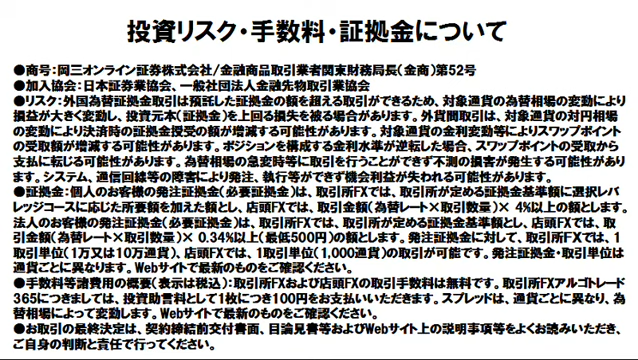 投資リスク・手数料・証拠金について
●商号：岡三オンライン証券株式会社/金融商品取引業者関東財務局長（金商）第52号
●加入協会：日本証券業協会、一般社団法人金融先物取引業協会
●リスク：外国為替証拠金取引は預託した証拠金の額を超える取引ができるため、対象通貨の為替相場の変動により
損益が大きく変動し、投資元本（証拠金）を上回る損失を被る場合があります。外貨間取引は、対象通貨の対円相場
の変動により決済時の証拠金授受の額が増減する可能性があります。対象通貨の金利変動等によりスワップポイント
の受取額が増減する可能性があります。ポジションを構成する金利水準が逆転した場合、スワップポイントの受取から
支払に転じる可能性があります。為替相場の急変時等に取引を行うことができず不測の損害が発生する可能性があり
ます。システム、通信回線等の障害により発注、執行等ができず機会利益が失われる可能性があります。
●証拠金：個人のお客様の発注証拠金（必要証拠金）は、取引所FXでは、取引所が定める証拠金基準額に選択レバ
レッジコースに応じた所要額を加えた額とし、店頭FXでは、取引金額（為替レート×取引数量）× 4%以上の額とします。
法人のお客様の発注証拠金（必要証拠金）は、取引所FXでは、取引所が定める証拠金基準額とし、店頭FXでは、取
引金額（為替レート×取引数量）× 0.34%以上（最低500円）の額とします。発注証拠金に対して、取引所FXでは、1
取引単位（1万又は10万通貨）、店頭FXでは、1取引単位（1,000通貨）の取引が可能です。発注証拠金・取引単位は
通貨ごとに異なります。Webサイトで最新のものをご確認ください。
●手数料等諸費用の概要（表示は税込）：取引所FXおよび店頭FXの取引手数料は無料です。取引所FXアルゴトレード
365につきましては、投資助言料として1枚につき100円をお支払いいただきます。スプレッドは、通貨ごとに異なり、為
替相場によって変動します。Webサイトで最新のものをご確認ください。
●お取引の最終決定は、契約締結前交付書面、目論見書等およびWebサイト上の説明事項等をよくお読みいただき、
ご自身の判断と責任で行ってください。